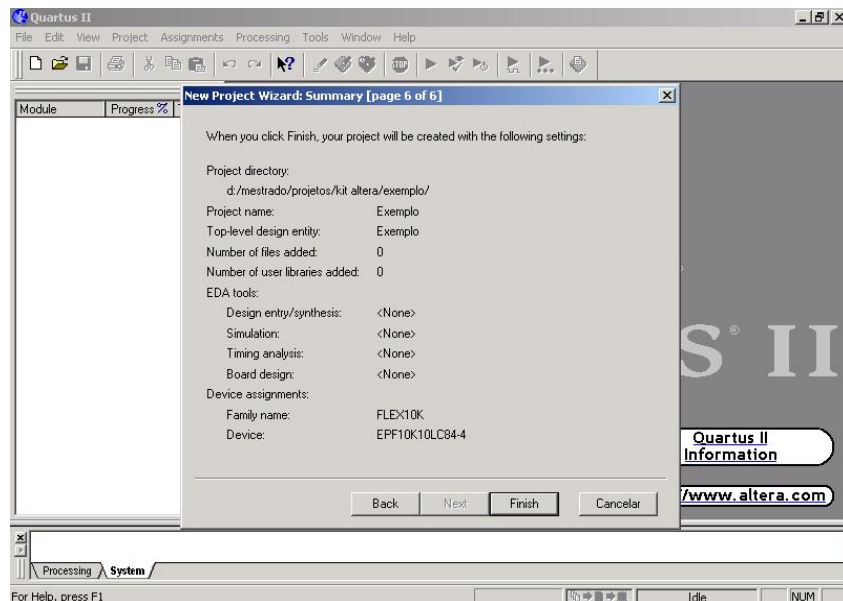 Quartus II
File Edit View Project Assignments Processing Tools Window Help
Module Progress %
New Project Wizard: Summary [page 6 of 6]
When you click Finish, your project will be created with the following settings:
Project directory:
d:/mestrado/projetos/kit altera/exemplo/
Project name: Exemplo
Top-level design entity: Exemplo
Number of files added: 0
Number of user libraries added: 0
EDA tools:
Design entry/synthesis: <None>
Simulation: <None>
Timing analysis: <None>
Board design: <None>
Device assignments:
Family name: FLEX10K
Device: EPF10K10LC84-4
S® II
Quartus II
Information
/www.altera.com
Back Next Finish Cancelar
Processing System
For Help, press F1 Idle NUM